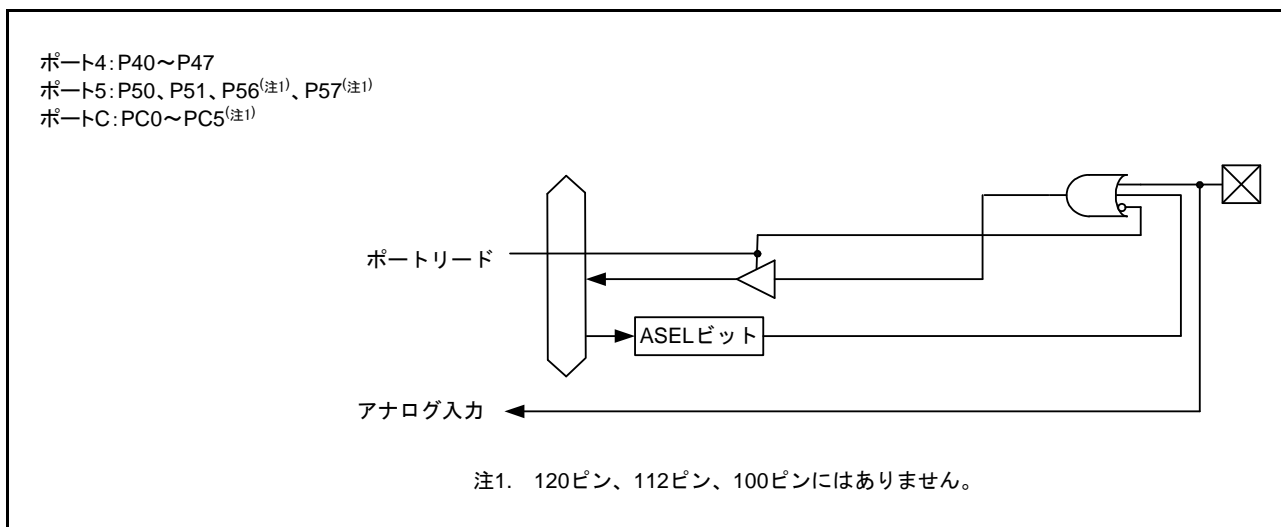 ポート4：P40～P47
ポート5：P50、P51、P56(注1)、P57(注1)
ポートC：PC0～PC5(注1)
ポートリード
ASELビット
アナログ入力
注1. 120ピン、112ピン、100ピンにはありません。